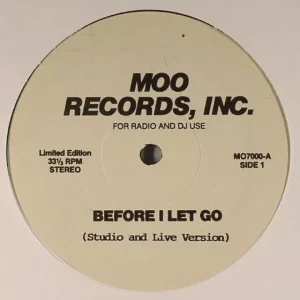 MOO
RECORDS, INC.
FOR RADIO AND DJ USE
Limited Edition
33⅓ RPM
STEREO
MO7000-A
SIDE 1
BEFORE I LET GO
(Studio and Live Version)